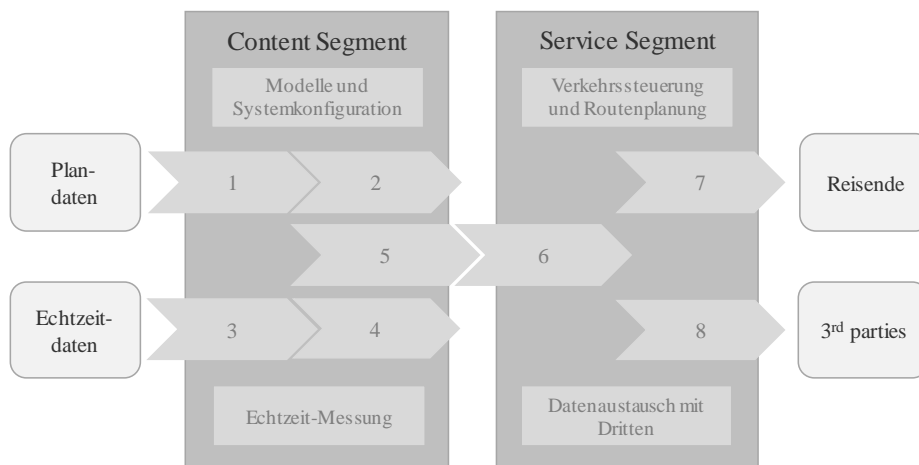 Content Segment
Service Segment
Modelle und
Systemkonfiguration
Verkehrssteuerung
und Routenplanung
Plan-
daten
1
2
7
Reisende
5
6
Echtzeit-
daten
3
4
8
3rd parties
Echtzeit-Messung
Datenaustausch mit
Dritten